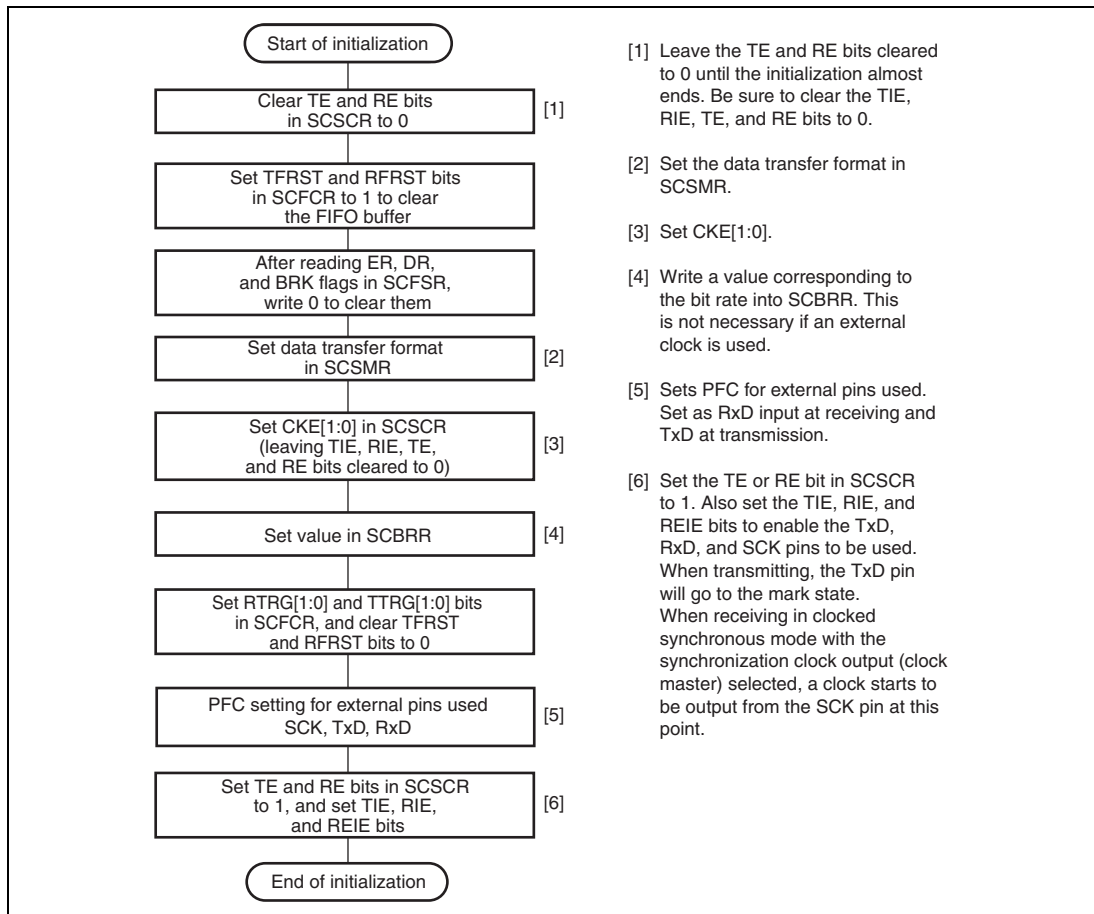 Start of initialization
Clear TE and RE bits
in SCSCR to 0
[1]
Set TFRST and RFRST bits
in SCFCR to 1 to clear
the FIFO buffer
After reading ER, DR,
and BRK flags in SCFSR,
write 0 to clear them
Set data transfer format
in SCSMR
[2]
Set CKE[1:0] in SCSCR
(leaving TIE, RIE, TE,
and RE bits cleared to 0)
[3]
Set value in SCBRR
[4]
Set RTRG[1:0] and TTRG[1:0] bits
in SCFCR, and clear TFRST
and RFRST bits to 0
PFC setting for external pins used
SCK, TxD, RxD
[5]
Set TE and RE bits in SCSCR
to 1, and set TIE, RIE,
and REIE bits
[6]
End of initialization
[1] Leave the TE and RE bits cleared
to 0 until the initialization almost
ends. Be sure to clear the TIE,
RIE, TE, and RE bits to 0.
[2] Set the data transfer format in
SCSMR.
[3] Set CKE[1:0].
[4] Write a value corresponding to
the bit rate into SCBRR. This
is not necessary if an external
clock is used.
[5] Sets PFC for external pins used.
Set as RxD input at receiving and
TxD at transmission.
[6] Set the TE or RE bit in SCSCR
to 1. Also set the TIE, RIE, and
REIE bits to enable the TxD,
RxD, and SCK pins to be used.
When transmitting, the TxD pin
will go to the mark state.
When receiving in clocked
synchronous mode with the
synchronization clock output (clock
master) selected, a clock starts to
be output from the SCK pin at this
point.